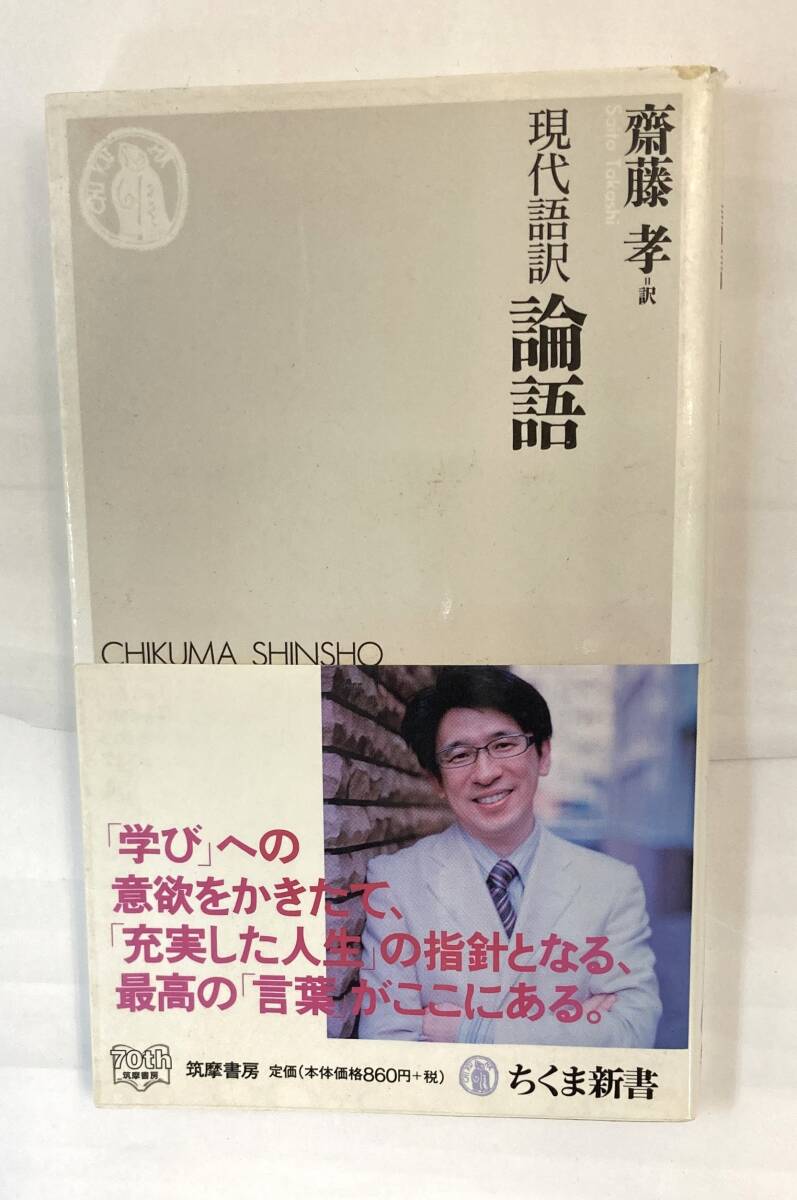 齋藤 孝=訳
Saito Takashi
現代語訳 論語
CHIKUMA SHINSHO
「学び」への
意欲をかきたて、
「充実した人生」の指針となる、
最高の「言葉」がここにある。
70th
筑摩書房
筑摩書房 定価(本体価格860円+税)
ちくま新書